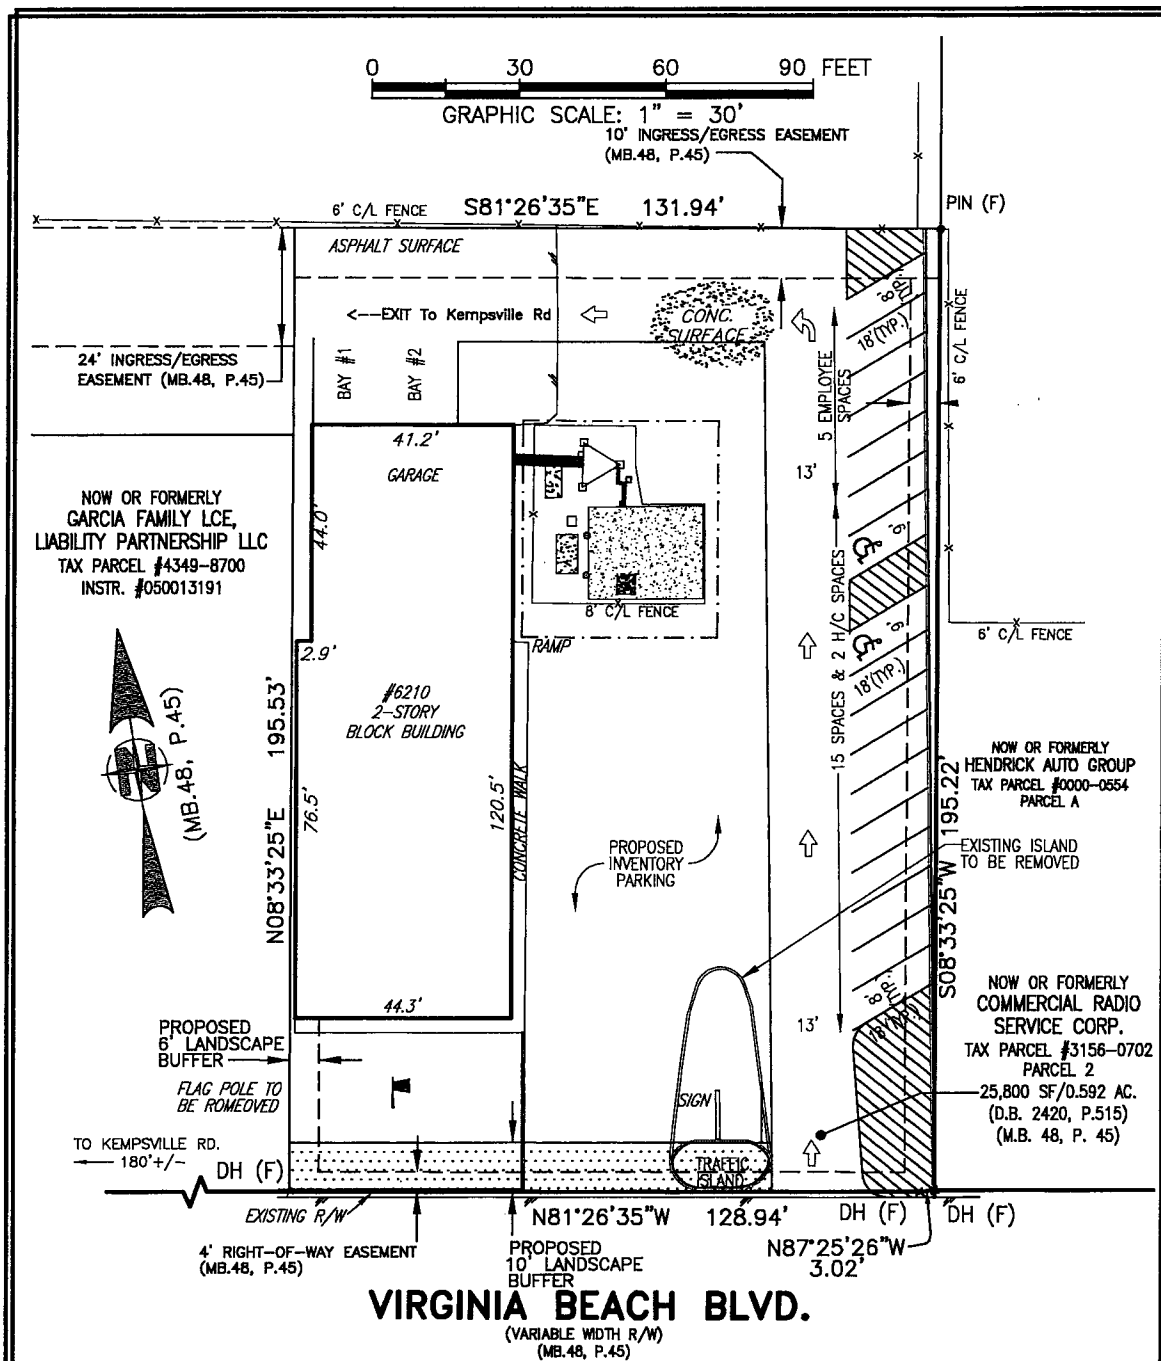 0 30 60 90 FEET
GRAPHIC SCALE: 1" = 30'
10' INGRESS/EGRESS EASEMENT
(MB.48, P.45)
PIN (F)
6' C/L FENCE
S81°26'35"E 131.94'
ASPHALT SURFACE
<--EXIT To Kempsville Rd
CONC.
SURFACE
8'
(TYP.)
18'(TYP.)
6' C/L FENCE
24' INGRESS/EGRESS
EASEMENT (MB.48, P.45)
BAY #1
BAY #2
5 EMPLOYEE
SPACES
41.2'
GARAGE
13'
NOW OR FORMERLY
GARCIA FAMILY LCE,
LIABILITY PARTNERSHIP LLC
TAX PARCEL #4349-8700
INSTR. #050013191
44.0'
9'
8' C/L FENCE
RAMP
9'
6' C/L FENCE
2.9'
18'(TYP.)
15 SPACES & 2 H/C SPACES
#6210
2-STORY
BLOCK BUILDING
N
(MB.48, P.45)
N08°33'25"E 195.53'
76.5'
120.5'
CONCRETE WALK
NOW OR FORMERLY
HENDRICK AUTO GROUP
TAX PARCEL #0000-0554
PARCEL A
S08°33'25"W 195.22'
PROPOSED
INVENTORY
PARKING
EXISTING ISLAND
TO BE REMOVED
44.3'
13'
8'
(TYP.)
18'(TYP.)
NOW OR FORMERLY
COMMERCIAL RADIO
SERVICE CORP.
TAX PARCEL #3156-0702
PARCEL 2
25,800 SF/0.592 AC.
(D.B. 2420, P.515)
(M.B. 48, P. 45)
PROPOSED
6' LANDSCAPE
BUFFER
FLAG POLE TO
BE ROMEOVED
SIGN
TRAFFIC
ISLAND
TO KEMPSVILLE RD.
180'+/-
DH (F)
EXISTING R/W
N81°26'35"W 128.94'
DH (F)
DH (F)
N87°25'26"W
3.02'
4' RIGHT-OF-WAY EASEMENT
(MB.48, P.45)
PROPOSED
10' LANDSCAPE
BUFFER
VIRGINIA BEACH BLVD.
(VARIABLE WIDTH R/W)
(MB.48, P.45)